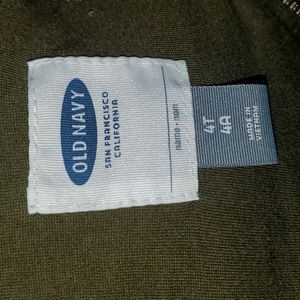 OLD NAVY
SAN FRANCISCO
CALIFORNIA
name • nom
4T
4A
MADE IN
VIETNAM